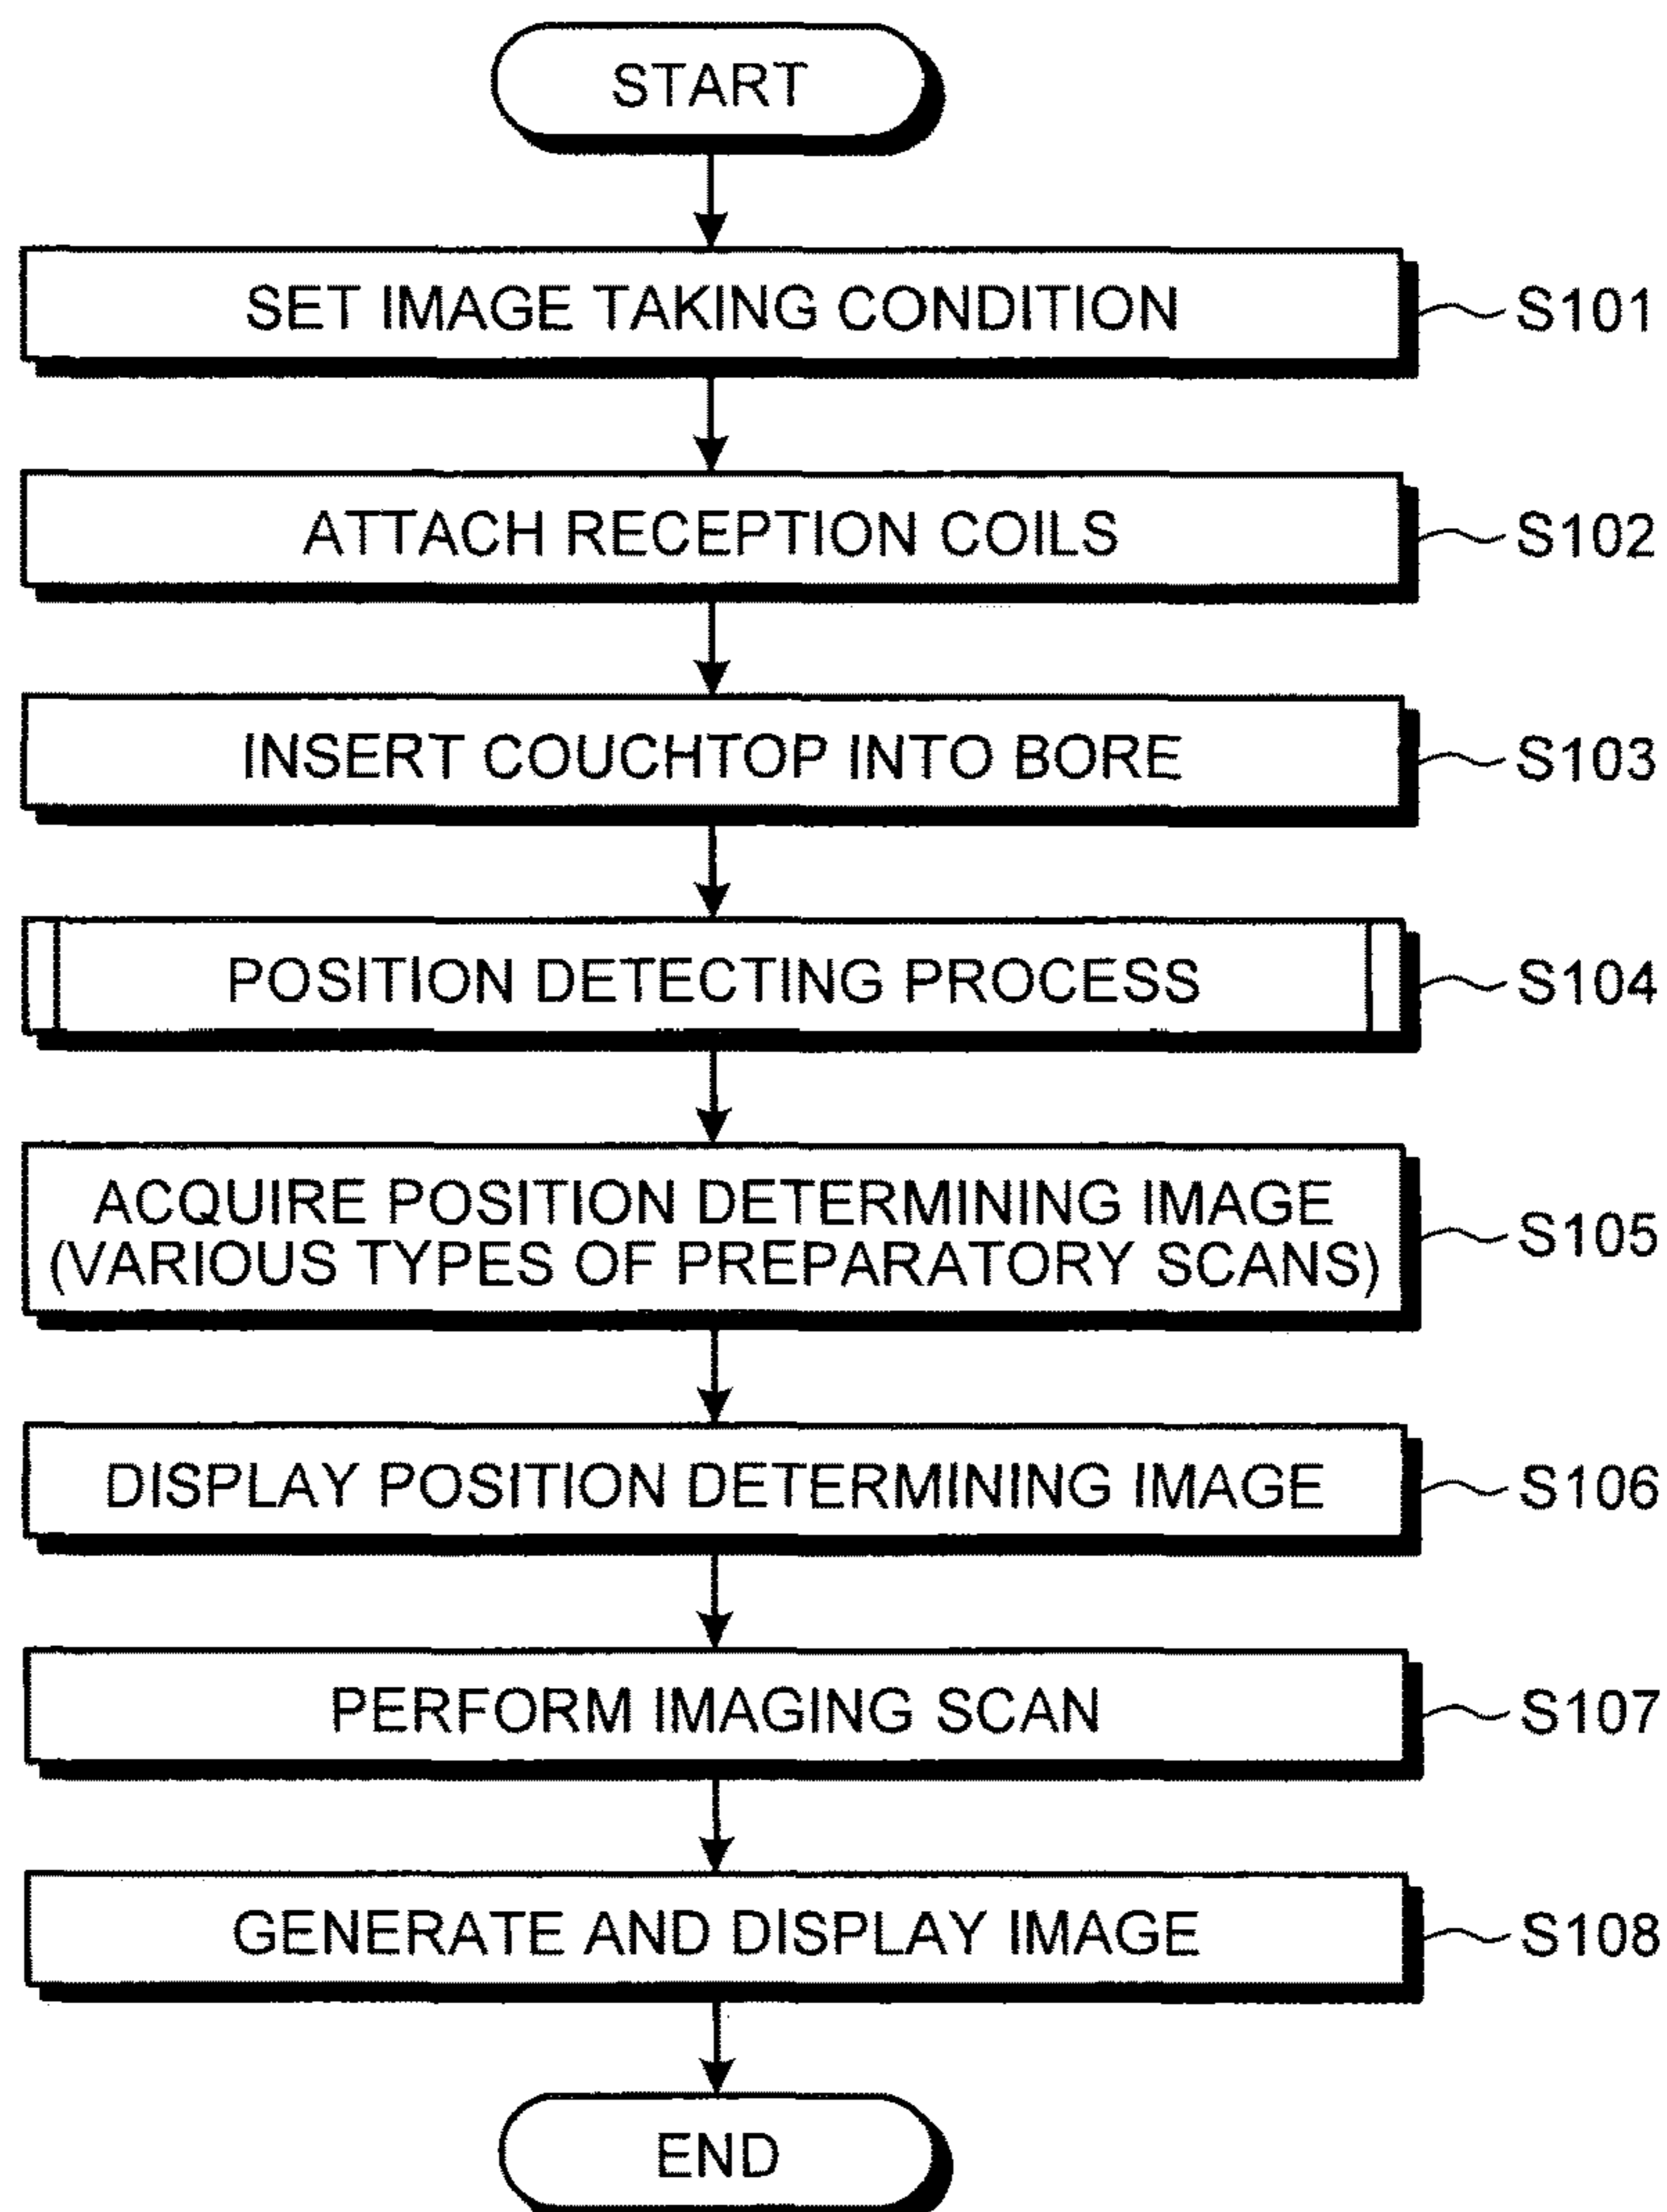 START
SET IMAGE TAKING CONDITION
S101
ATTACH RECEPTION COILS
S102
INSERT COUCHTOP INTO BORE
S103
POSITION DETECTING PROCESS
S104
ACQUIRE POSITION DETERMINING IMAGE
(VARIOUS TYPES OF PREPARATORY SCANS)
S105
DISPLAY POSITION DETERMINING IMAGE
S106
PERFORM IMAGING SCAN
S107
GENERATE AND DISPLAY IMAGE
S108
END